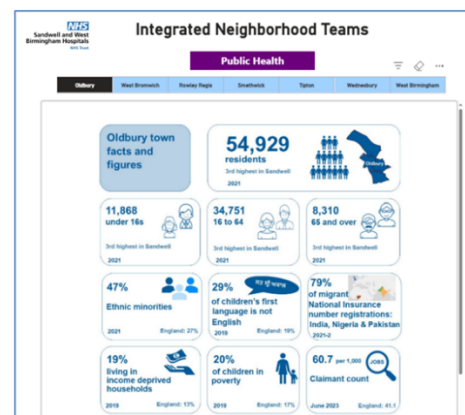 NHS
Sandwell and West
Birmingham Hospitals
NHS Trust
Integrated Neighborhood Teams
Public Health
Oldbury
West Bromwich
Rowley Regis
Smethwick
Tipton
Wednesbury
West Birmingham
Oldbury town
facts and
figures
54,929
residents
3rd highest in Sandwell
2021
Oldbury
11,868
under 16s
3rd highest in Sandwell
2021
34,751
16 to 64
3rd highest in Sandwell
2021
8,310
65 and over
3rd highest in Sandwell
2021
47%
Ethnic minorities
2021
England: 27%
29%
of children's first
language is not
English
2019
79%
of migrant
National Insurance
number registrations:
India, Nigeria & Pakistan
2021-2
19%
living in
income deprived
households
2019
England: 13%
20%
of children in
poverty
2019
England: 17%
60.7 per 1,000
JOBS
Claimant count
June 2023
England: 41.1